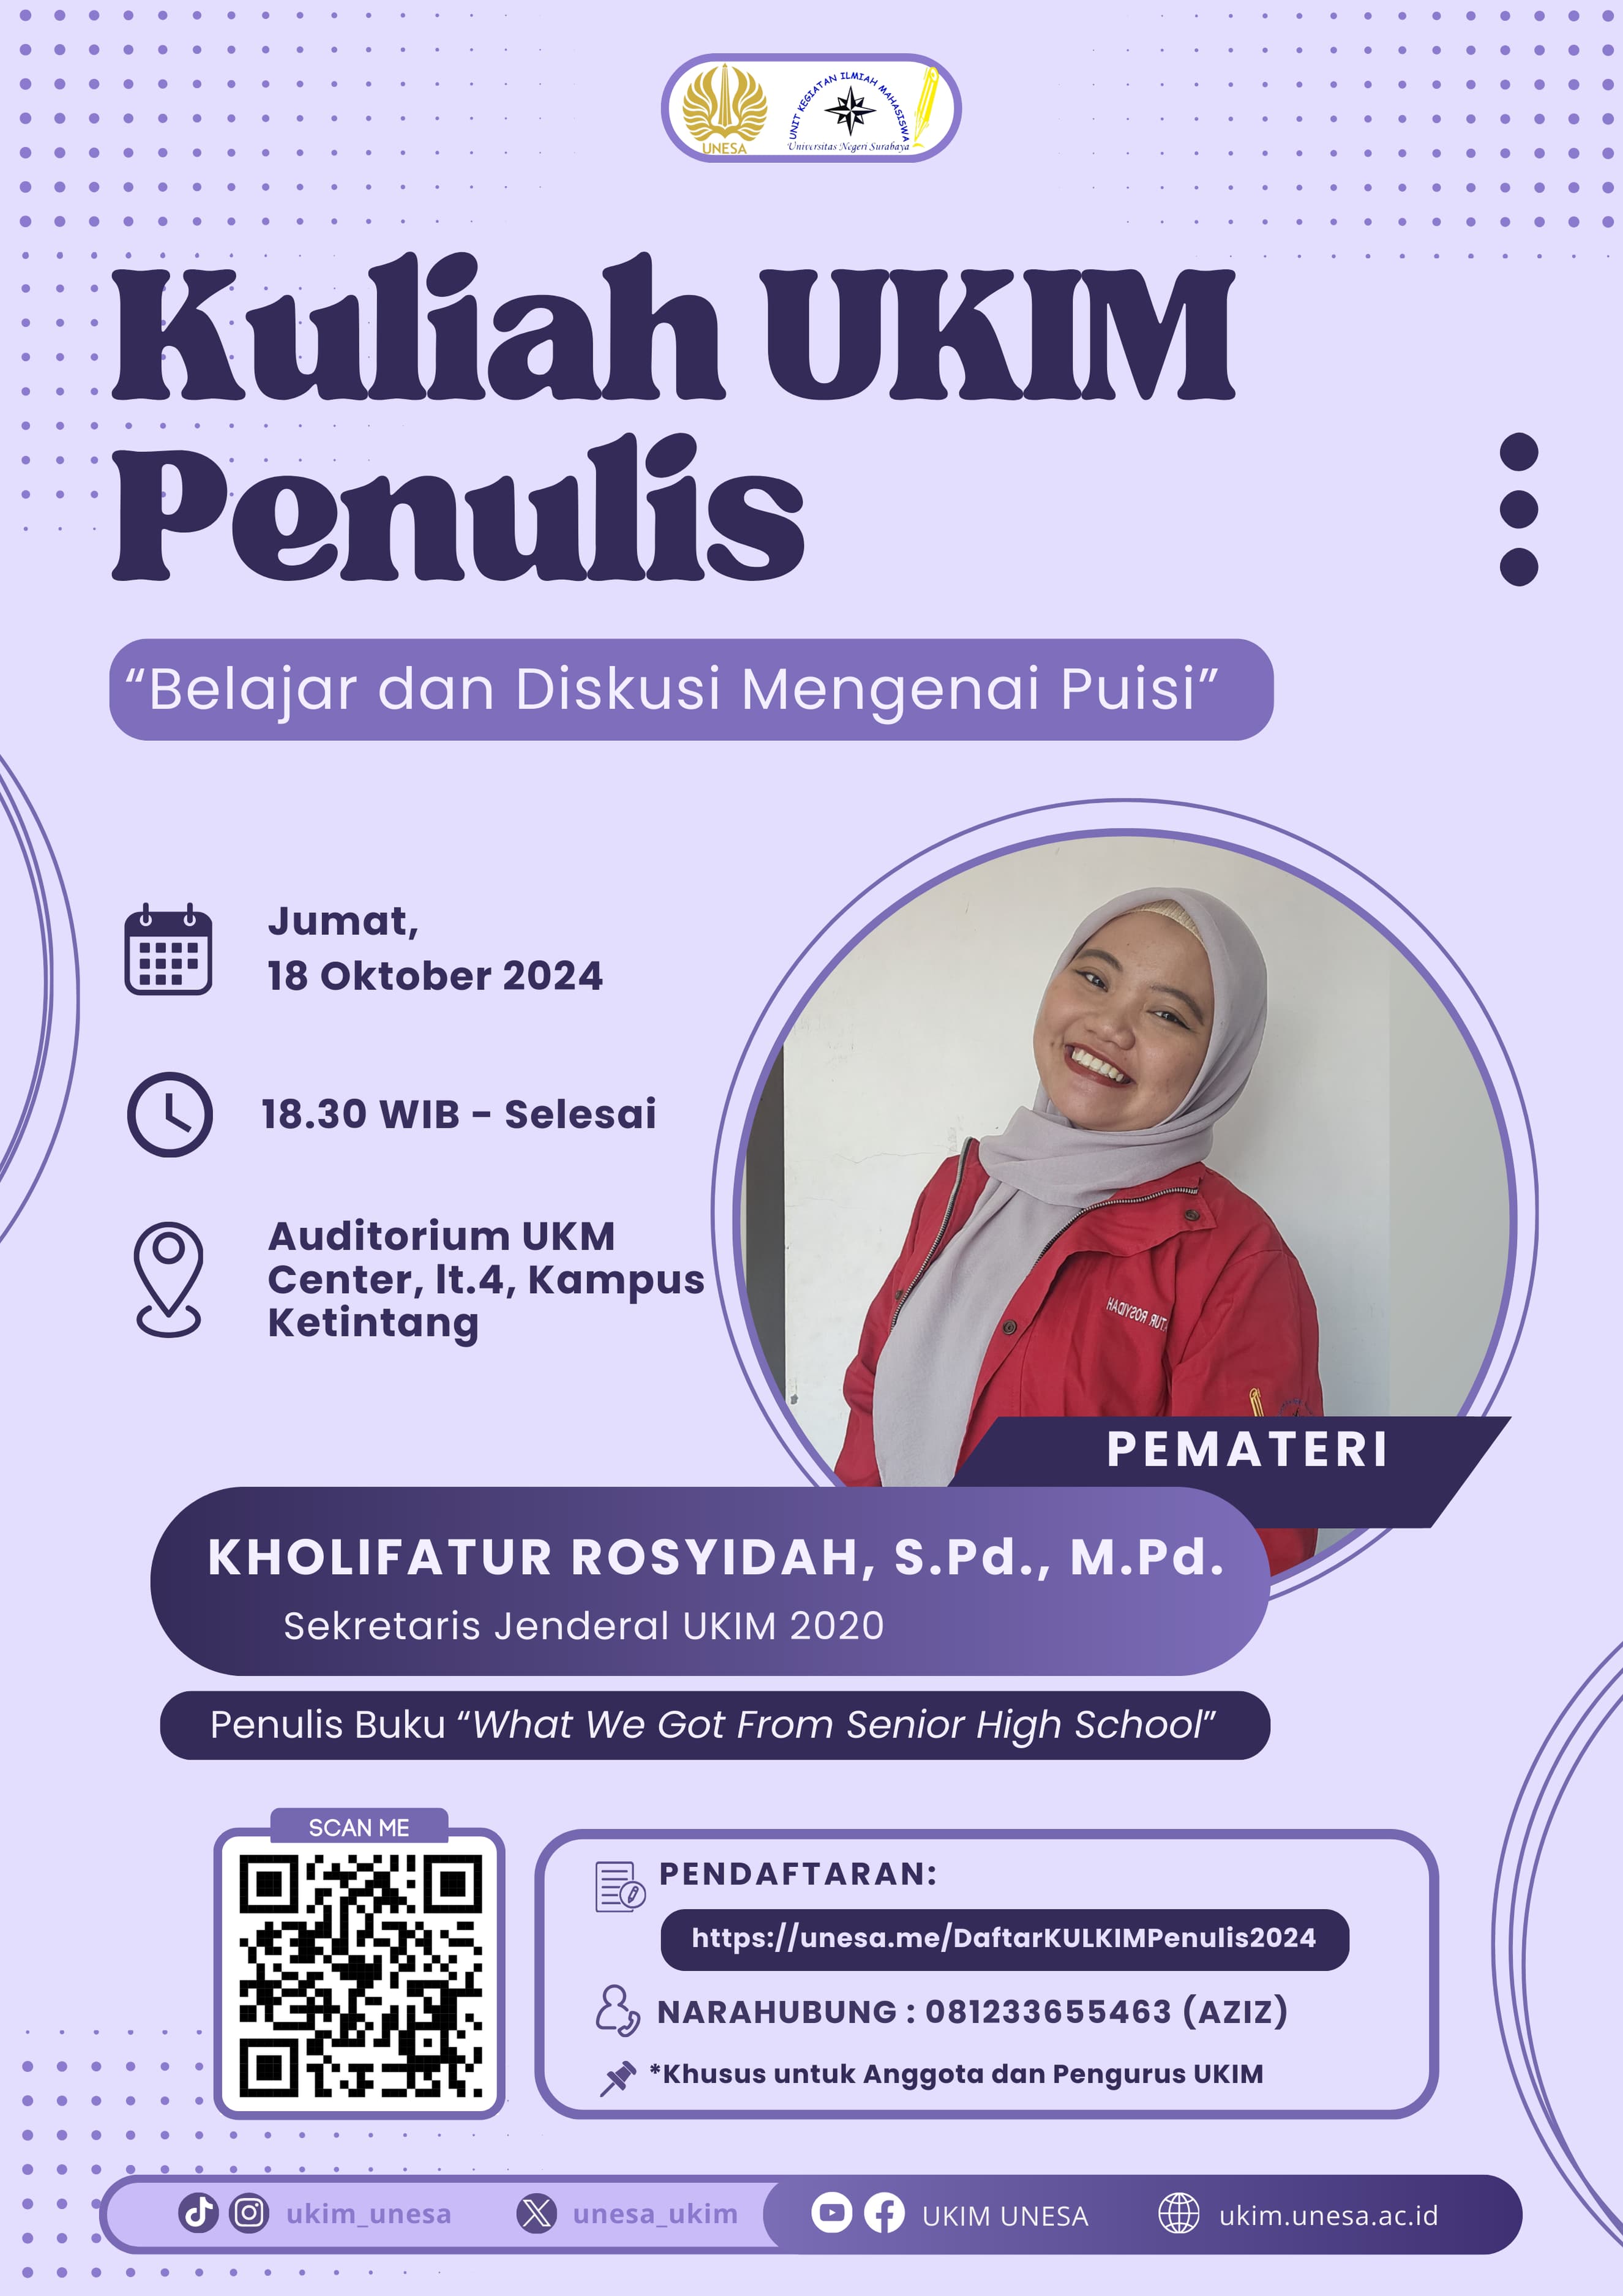 UNESA
UNIT KEGIATAN ILMIAH MAHASISWA
Universitas Negeri Surabaya
Kuliah UKIM
Penulis
“Belajar dan Diskusi Mengenai Puisi”
Jumat,
18 Oktober 2024
18.30 WIB - Selesai
Auditorium UKM
Center, lt.4, Kampus
Ketintang
TUR ROSYIDAH
PEMATERI
KHOLIFATUR ROSYIDAH, S.Pd., M.Pd.
Sekretaris Jenderal UKIM 2020
Penulis Buku “What We Got From Senior High School”
SCAN ME
PENDAFTARAN:
https://unesa.me/DaftarKULKIMPenulis2024
NARAHUBUNG : 081233655463 (AZIZ)
*Khusus untuk Anggota dan Pengurus UKIM
ukim_unesa
unesa_ukim
UKIM UNESA
ukim.unesa.ac.id